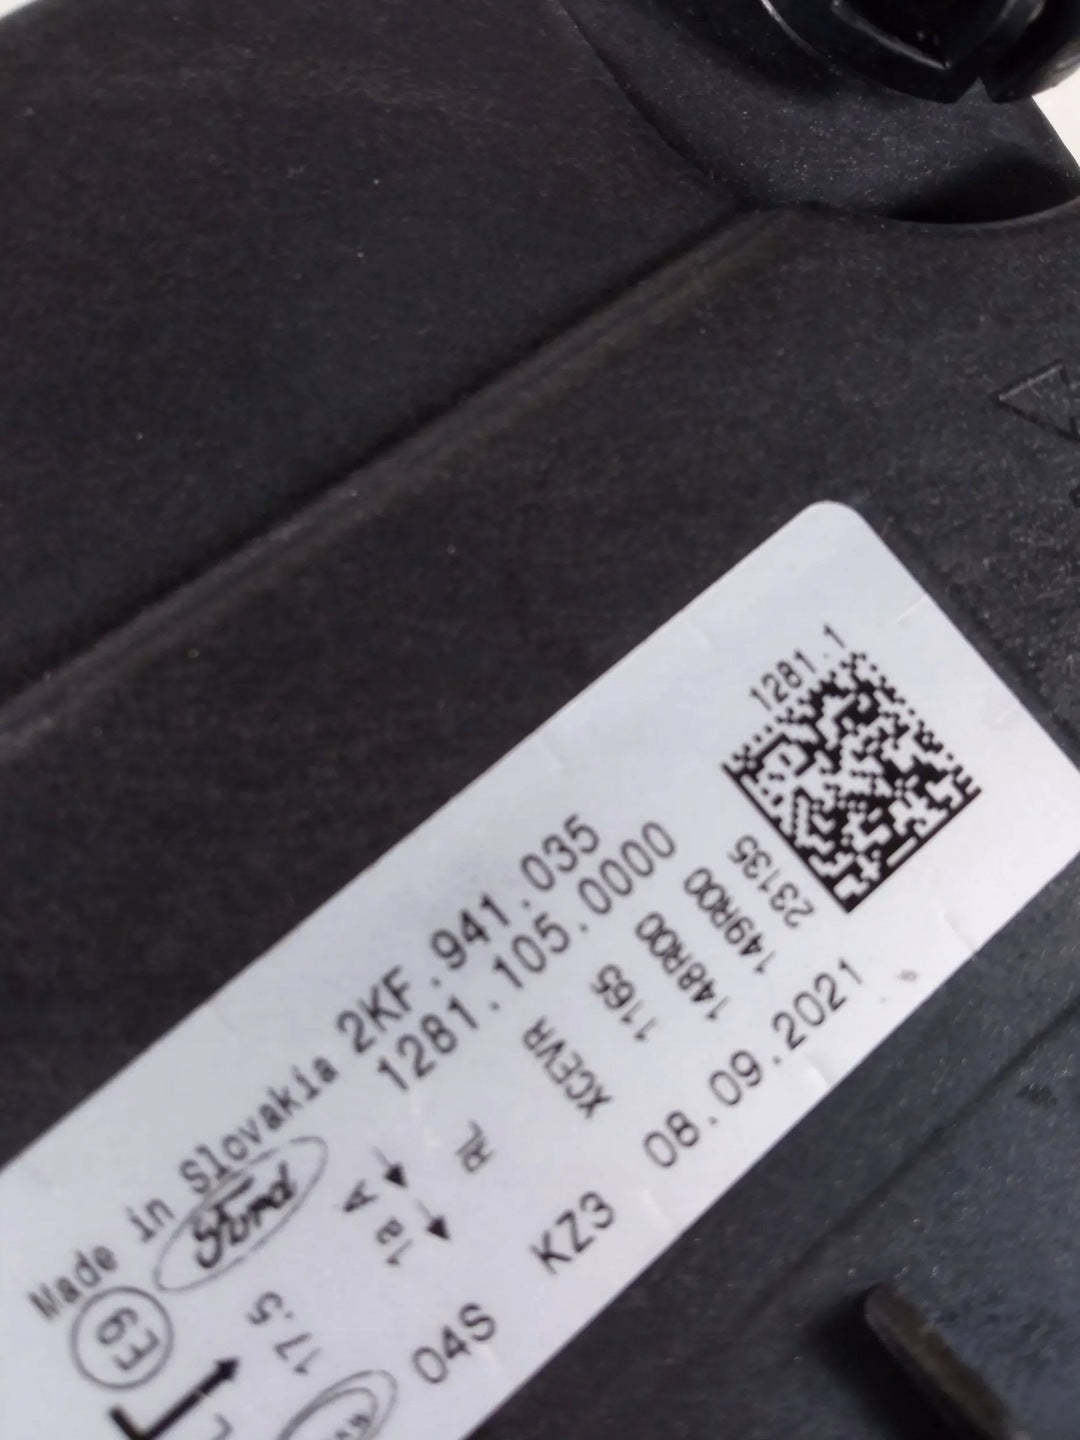 1281.1
Made in Slovakia 2KF.941.035
1281.105.0000
Ford
1a A
RL
XCEVR
1165
148R00
149R00
23135
E9
17.5
04S
KZ3
08.09.2021